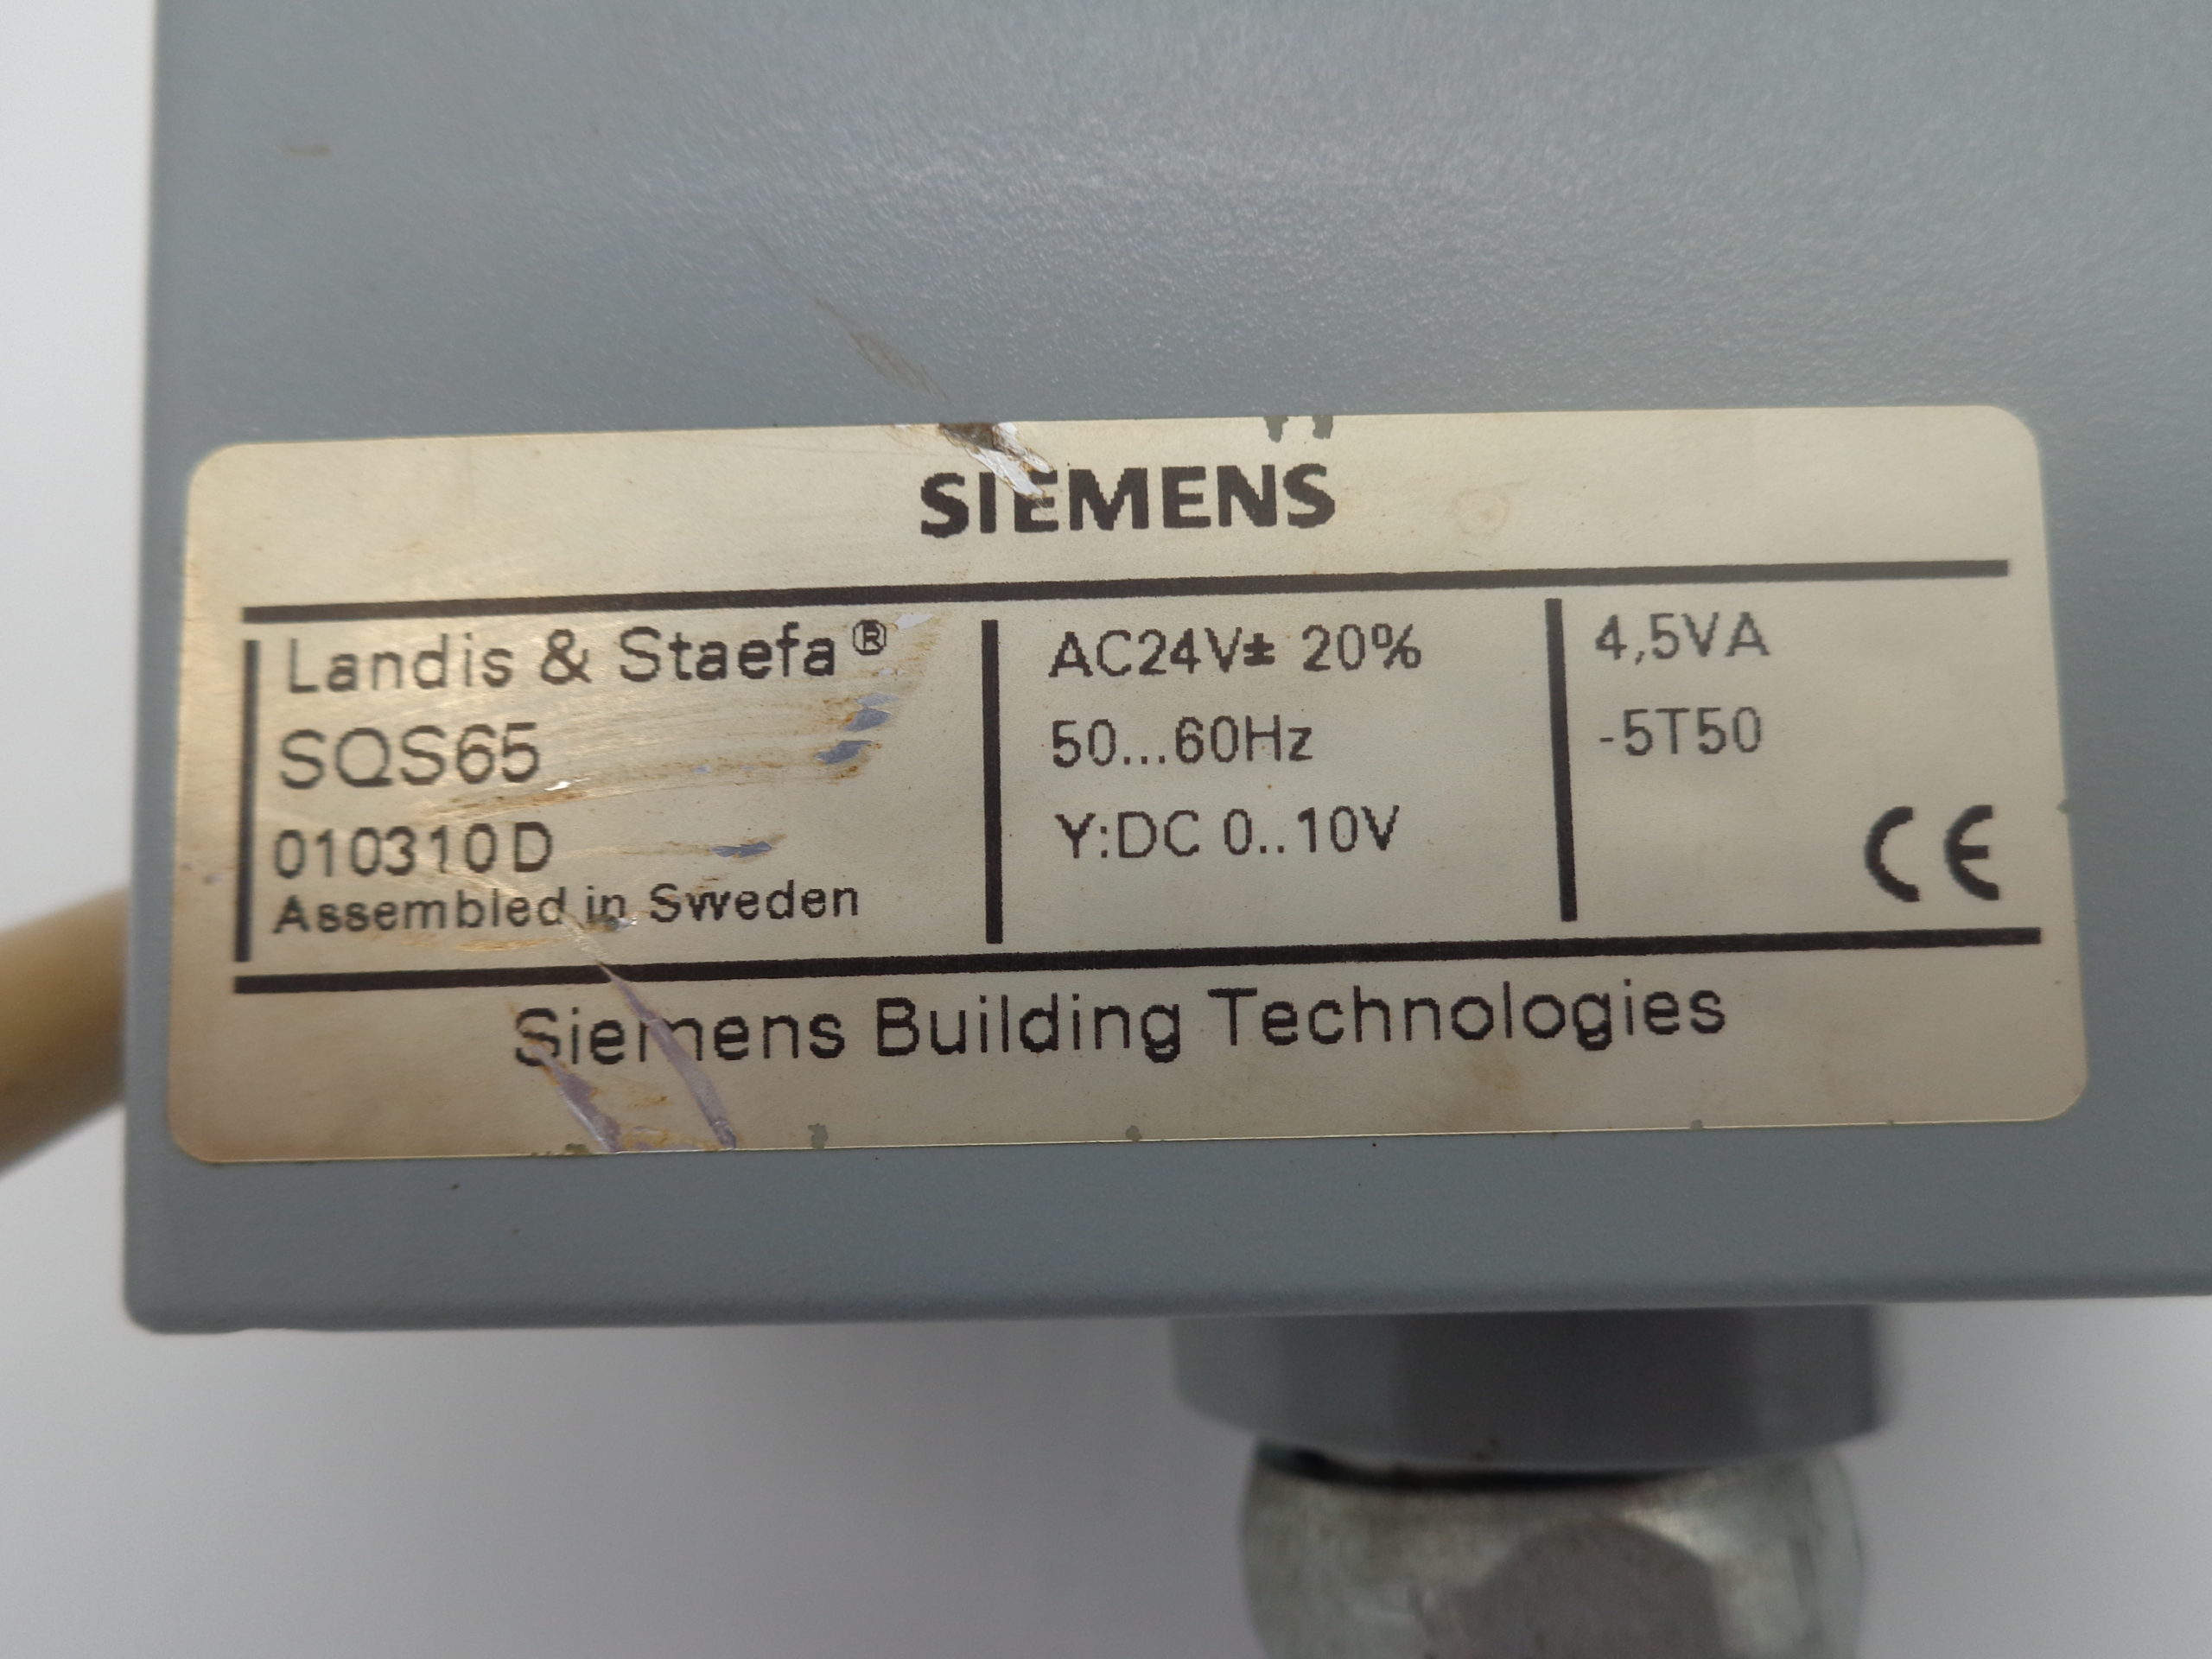 SIEMENS
Landis & Staefa®
SQS65
010310D
Assembled in Sweden
AC24V± 20%
50...60Hz
Y:DC 0..10V
4,5VA
-5T50
CE
Siemens Building Technologies